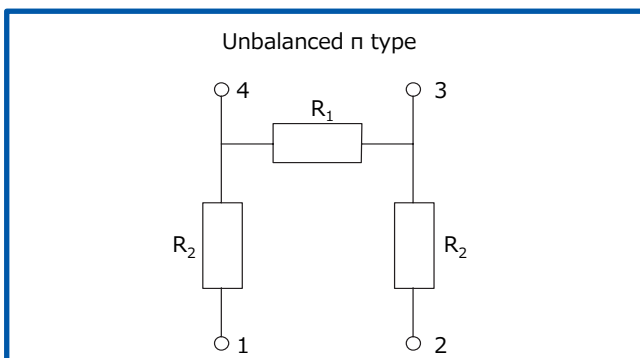 Unbalanced π type
4 3
R₁
R₂ R₂
1 2